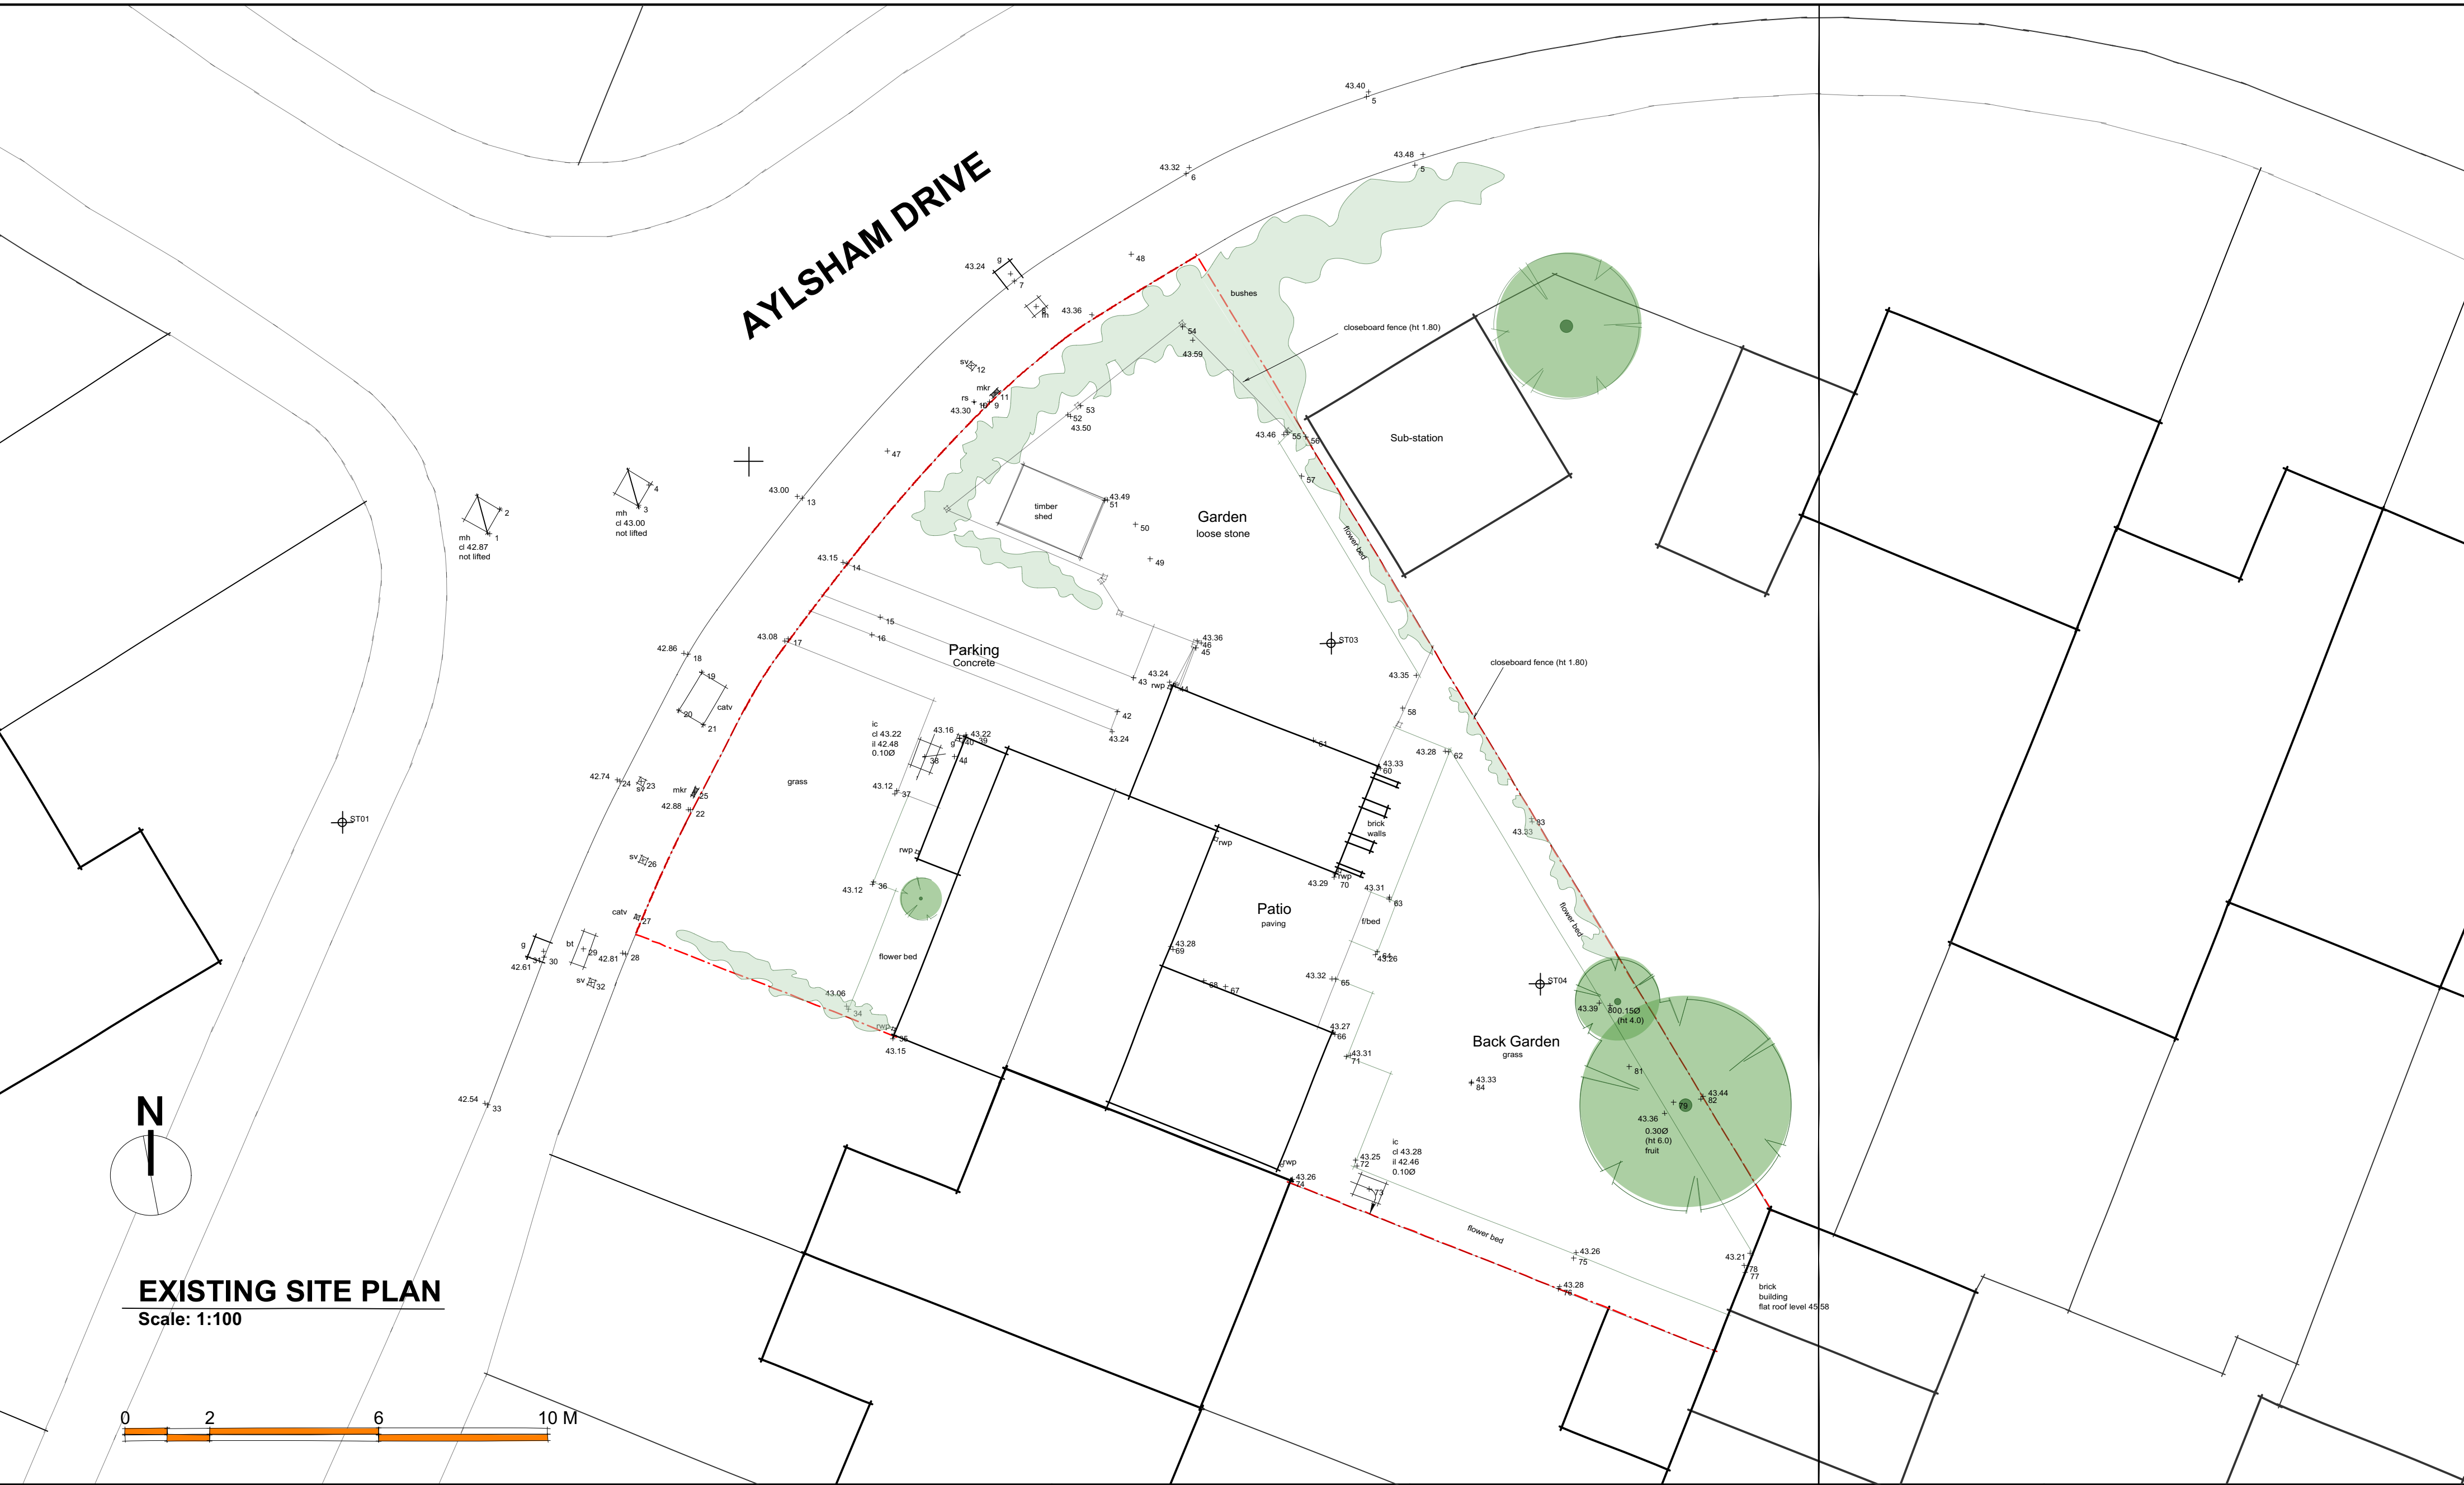 43.40
5
43.48
5
43.32
6
AYLSHAM DRIVE
48
g
43.24
7
43.36
bushes
closeboard fence (ht 1.80)
54
43.59
sv
12
mkr
11
rs
10
9
43.30
53
52
43.50
43.46
55
56
Sub-station
47
57
43.00
13
4
3
mh
cl 43.00
not lifted
2
1
mh
cl 42.87
not lifted
timber
shed
43.49
51
50
49
Garden
loose stone
flower bed
43.15
14
15
16
43.08
17
Parking
Concrete
43.36
46
45
ST03
closeboard fence (ht 1.80)
42.86
18
19
20
21
catv
43
43.24
rwp
44
43.35
58
42
43.24
ic
cl 43.22
il 42.48
0.10Ø
43.16
43.22
39
40
g
38
41
61
43.28
62
43.33
60
42.74
24
23
sv
mkr
25
42.88
22
grass
43.12
37
brick
walls
43.33
83
ST01
rwp
rwp
sv
26
43.12
36
43.29
rwp
70
43.31
63
catv
27
Patio
paving
f/bed
flower bed
g
31
30
42.61
bt
29
42.81
28
sv
32
flower bed
43.28
69
64
43.26
43.32
65
68
67
ST04
43.06
34
rwp
35
43.15
43.27
66
43.39
80
0.15Ø
(ht 4.0)
Back Garden
grass
43.31
71
43.33
84
81
79
43.44
82
43.36
0.30Ø
(ht 6.0)
fruit
42.54
33
N
ic
cl 43.28
il 42.46
0.10Ø
43.25
72
rwp
43.26
74
73
flower bed
43.26
75
43.21
78
77
43.28
76
brick
building
flat roof level 45.58
EXISTING SITE PLAN
Scale: 1:100
0 2 6 10 M